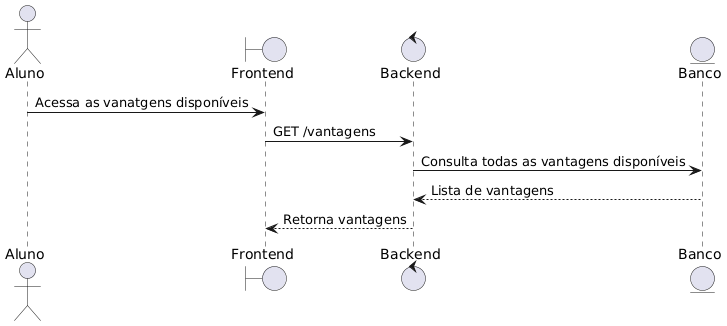 Aluno Frontend Backend Banco
Acessa as vanatgens disponíveis
GET /vantagens
Consulta todas as vantagens disponíveis
Lista de vantagens
Retorna vantagens
Aluno Frontend Backend Banco